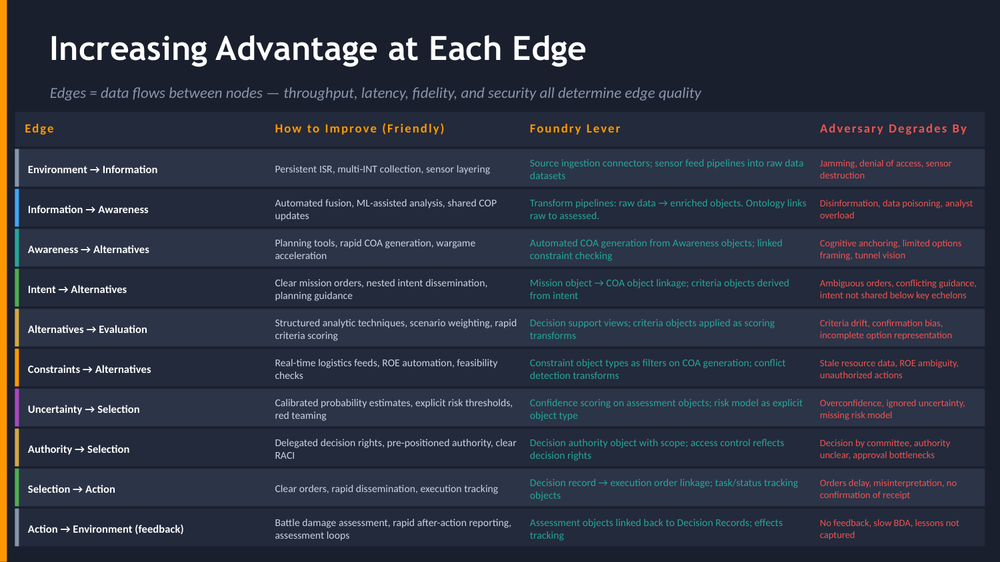 Increasing Advantage at Each Edge
Edges = data flows between nodes — throughput, latency, fidelity, and security all determine edge quality
Edge
How to Improve (Friendly)
Foundry Lever
Adversary Degrades By
Environment → Information
Persistent ISR, multi-INT collection, sensor layering
Source ingestion connectors; sensor feed pipelines into raw data
datasets
Jamming, denial of access, sensor
destruction
Information → Awareness
Automated fusion, ML-assisted analysis, shared COP
updates
Transform pipelines: raw data → enriched objects. Ontology links
raw to assessed.
Disinformation, data poisoning, analyst
overload
Awareness → Alternatives
Planning tools, rapid COA generation, wargame
acceleration
Automated COA generation from Awareness objects; linked
constraint checking
Cognitive anchoring, limited options
framing, tunnel vision
Intent → Alternatives
Clear mission orders, nested intent dissemination,
planning guidance
Mission object → COA object linkage; criteria objects derived
from intent
Ambiguous orders, conflicting guidance,
intent not shared below key echelons
Alternatives → Evaluation
Structured analytic techniques, scenario weighting, rapid
criteria scoring
Decision support views; criteria objects applied as scoring
transforms
Criteria drift, confirmation bias,
incomplete option representation
Constraints → Alternatives
Real-time logistics feeds, ROE automation, feasibility
checks
Constraint object types as filters on COA generation; conflict
detection transforms
Stale resource data, ROE ambiguity,
unauthorized actions
Uncertainty → Selection
Calibrated probability estimates, explicit risk thresholds,
red teaming
Confidence scoring on assessment objects; risk model as explicit
object type
Overconfidence, ignored uncertainty,
missing risk model
Authority → Selection
Delegated decision rights, pre-positioned authority, clear
RACI
Decision authority object with scope; access control reflects
decision rights
Decision by committee, authority
unclear, approval bottlenecks
Selection → Action
Clear orders, rapid dissemination, execution tracking
Decision record → execution order linkage; task/status tracking
objects
Orders delay, misinterpretation, no
confirmation of receipt
Action → Environment (feedback)
Battle damage assessment, rapid after-action reporting,
assessment loops
Assessment objects linked back to Decision Records; effects
tracking
No feedback, slow BDA, lessons not
captured